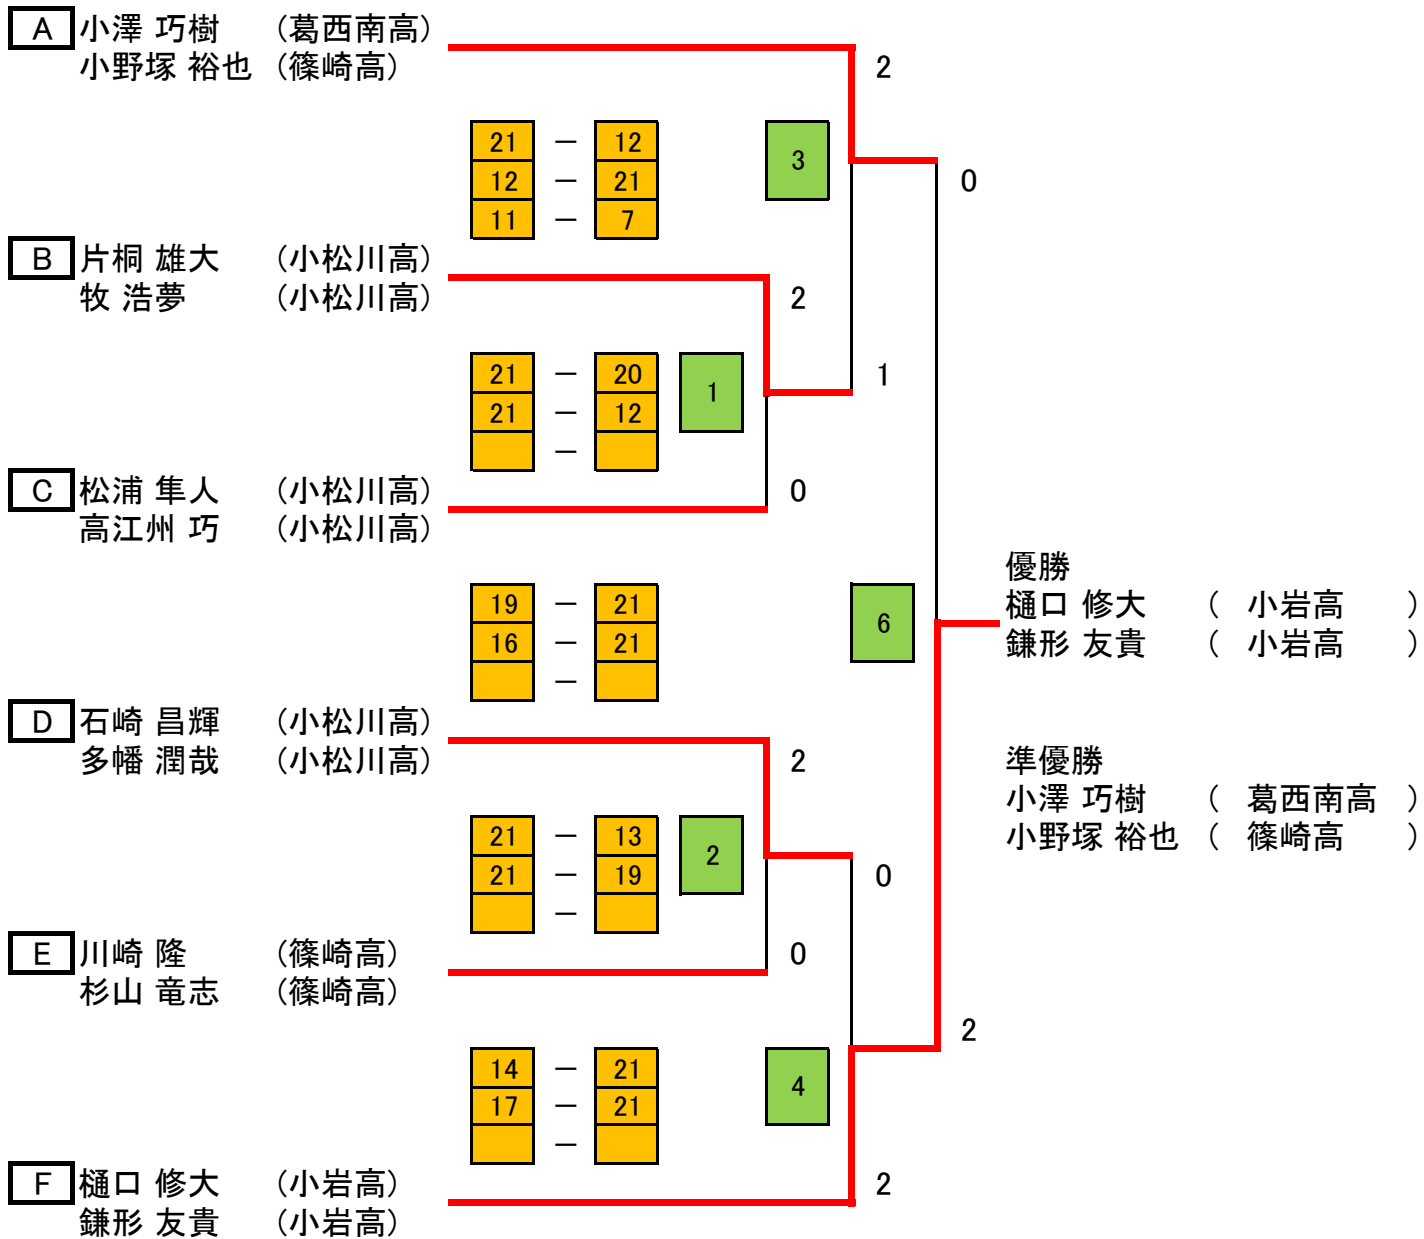 A 小澤 巧樹 （葛西南高）
小野塚 裕也 （篠崎高）
2
21 － 12
3
12 － 21
0
11 － 7
B 片桐 雄大 （小松川高）
牧 浩夢 （小松川高）
2
21 － 20
1
1
21 － 12
－
C 松浦 隼人 （小松川高）
0
高江州 巧 （小松川高）
優勝
19 － 21
樋口 修大 （ 小岩高 ）
6
16 － 21
鎌形 友貴 （ 小岩高 ）
－
D 石崎 昌輝 （小松川高）
多幡 潤哉 （小松川高）
2
準優勝
小澤 巧樹 （ 葛西南高 ）
21 － 13
小野塚 裕也 （ 篠崎高 ）
2
21 － 19
0
－
E 川崎 隆 （篠崎高）
0
杉山 竜志 （篠崎高）
2
14 － 21
4
17 － 21
－
F 樋口 修大 （小岩高）
2
鎌形 友貴 （小岩高）